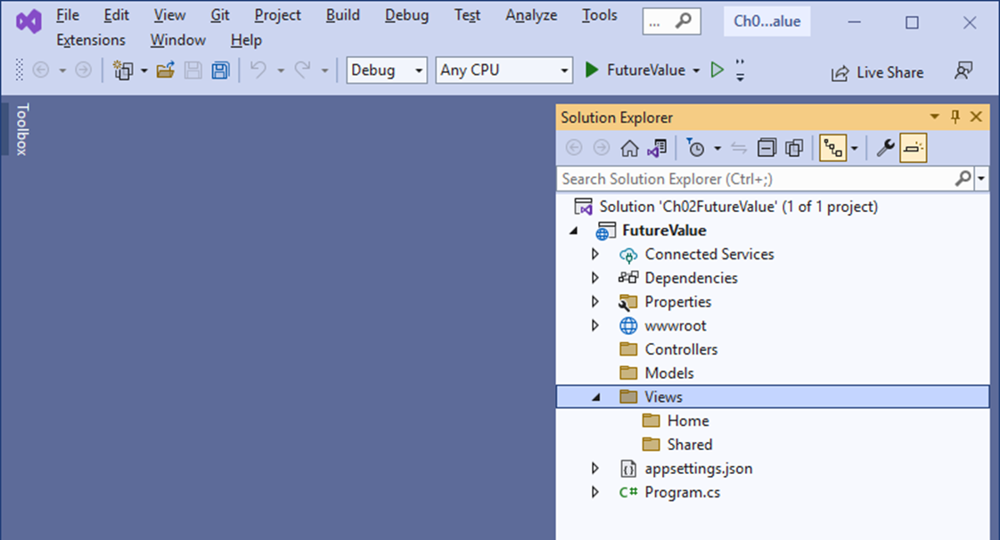 File Edit View Git Project Build Debug Test Analyze Tools ... Ch0...alue
Extensions Window Help
Debug Any CPU FutureValue Live Share
Toolbox
Solution Explorer
Search Solution Explorer (Ctrl+;)
Solution 'Ch02FutureValue' (1 of 1 project)
FutureValue
Connected Services
Dependencies
Properties
wwwroot
Controllers
Models
Views
Home
Shared
appsettings.json
C# Program.cs